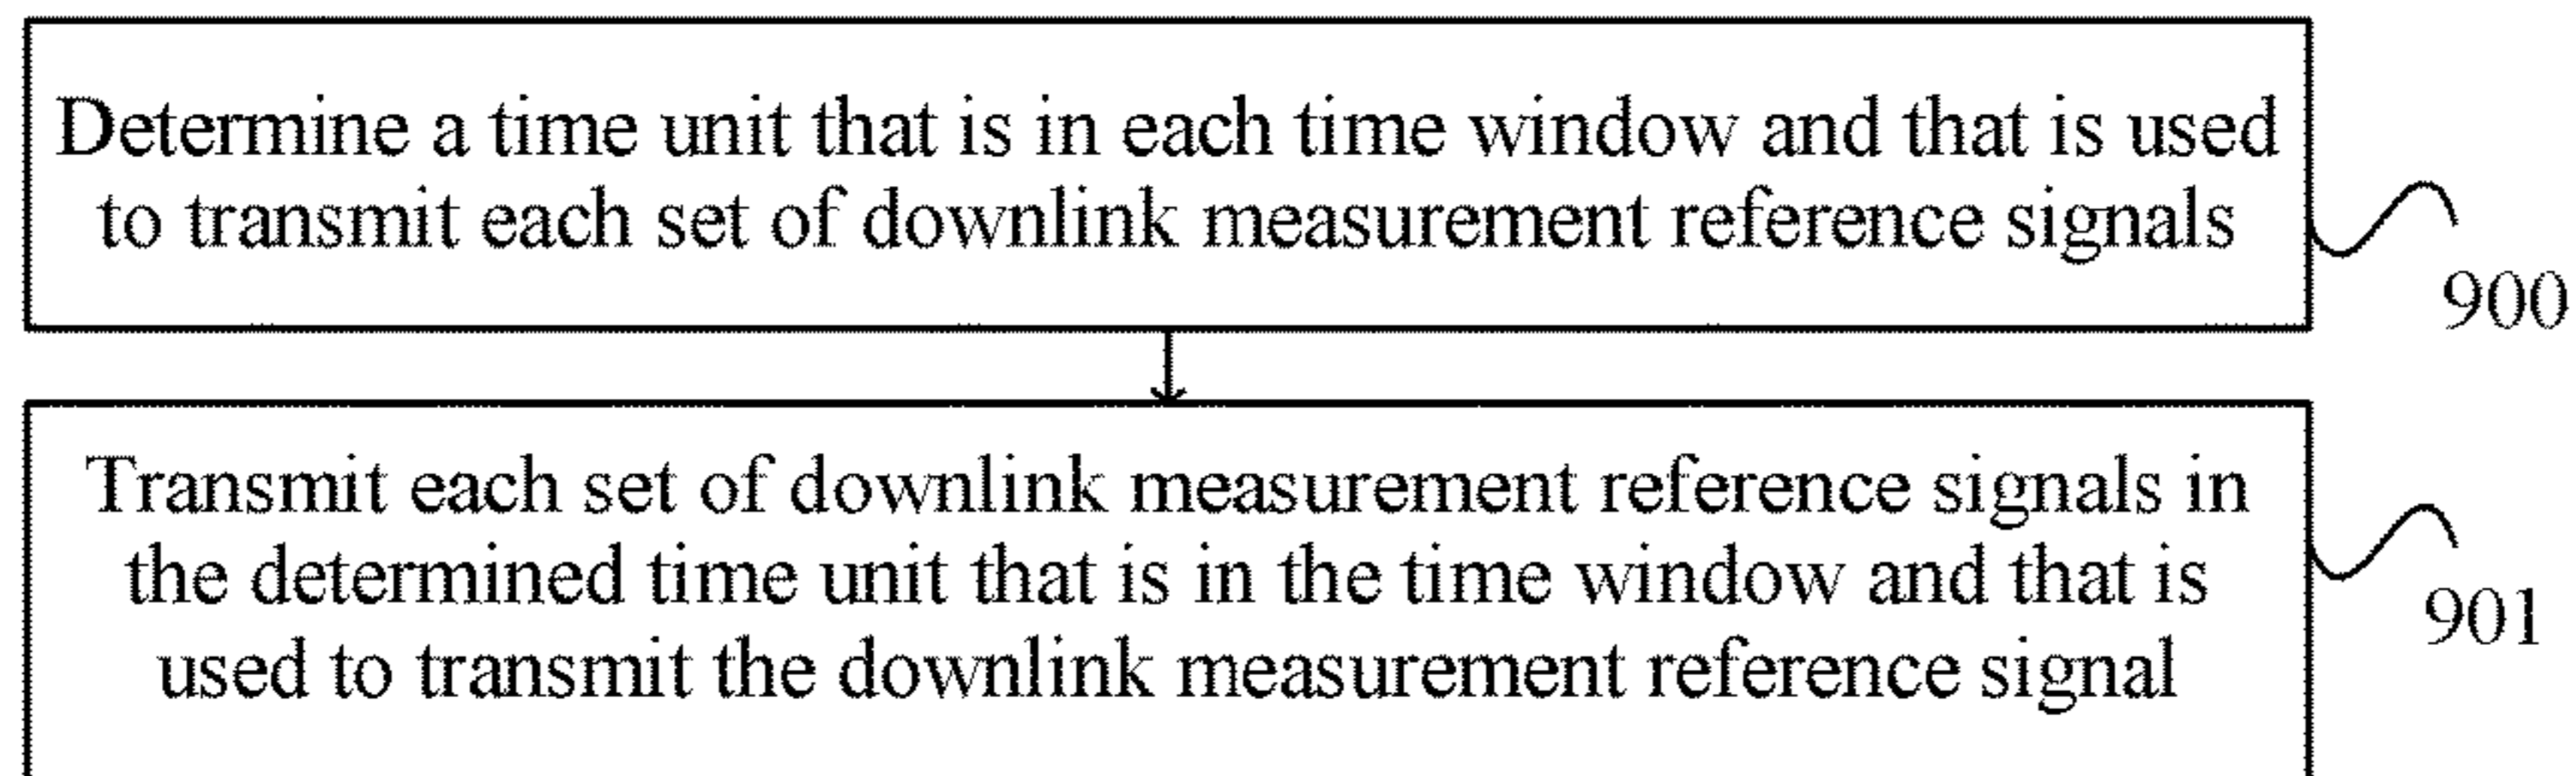 Determine a time unit that is in each time window and that is used
to transmit each set of downlink measurement reference signals
900
Transmit each set of downlink measurement reference signals in
the determined time unit that is in the time window and that is
used to transmit the downlink measurement reference signal
901